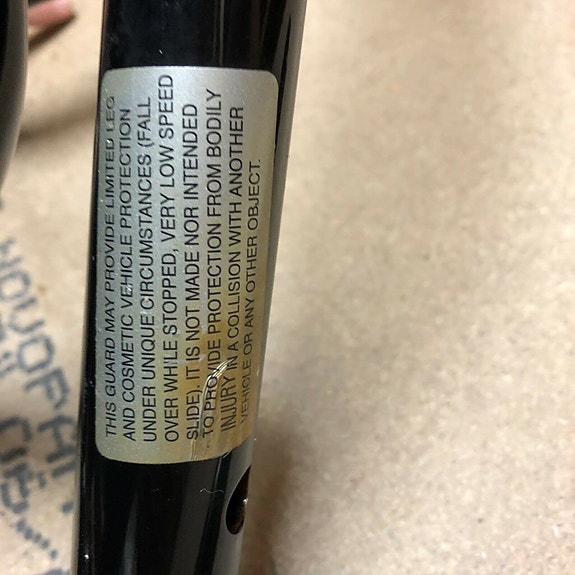 THIS GUARD MAY PROVIDE LIMITED LEG
AND COSMETIC VEHICLE PROTECTION
UNDER UNIQUE CIRCUMSTANCES (FALL
OVER WHILE STOPPED, VERY LOW SPEED
SLIDE). IT IS NOT MADE NOR INTENDED
TO PROVIDE PROTECTION FROM BODILY
INJURY IN A COLLISION WITH ANOTHER
VEHICLE OR ANY OTHER OBJECT.